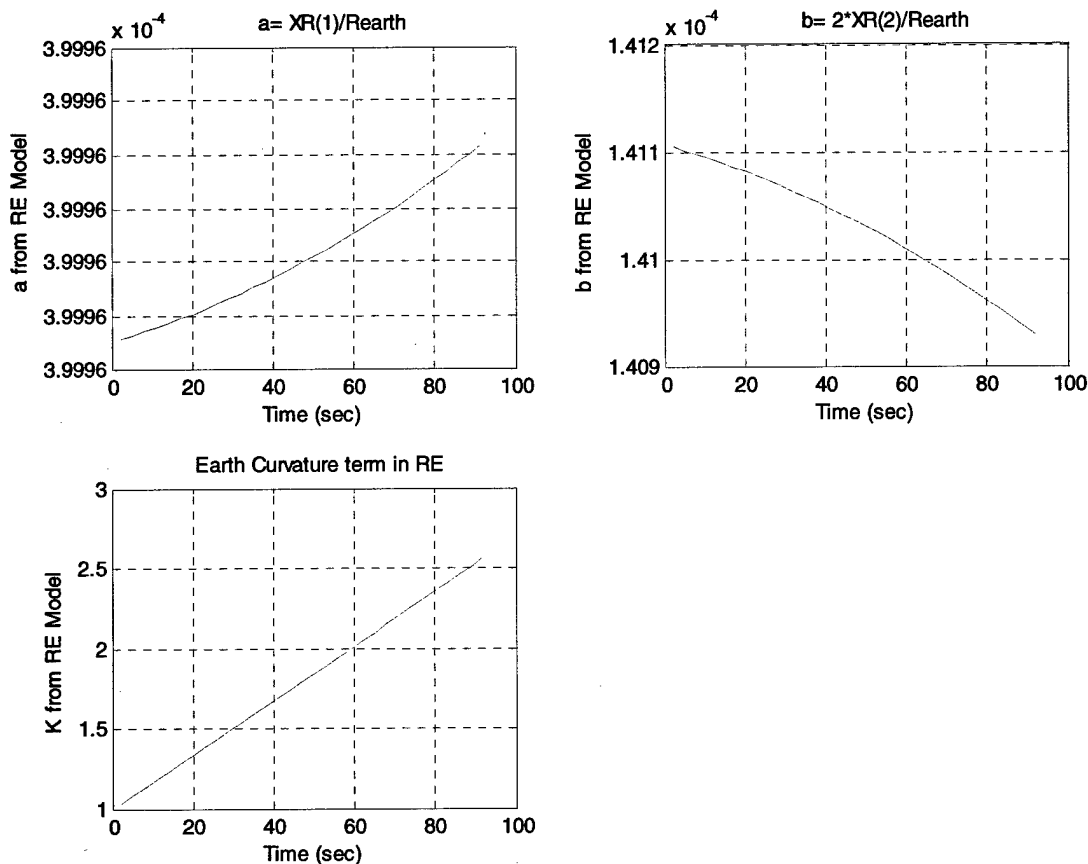 a= XR(1)/Rearth
x 10^-4
3.9996
3.9996
3.9996
3.9996
3.9996
3.9996
3.9996
a from RE Model
0 20 40 60 80 100
Time (sec)
b= 2*XR(2)/Rearth
x 10^-4
1.412
1.411
1.41
1.409
b from RE Model
0 20 40 60 80 100
Time (sec)
Earth Curvature term in RE
3
2.5
2
1.5
1
K from RE Model
0 20 40 60 80 100
Time (sec)